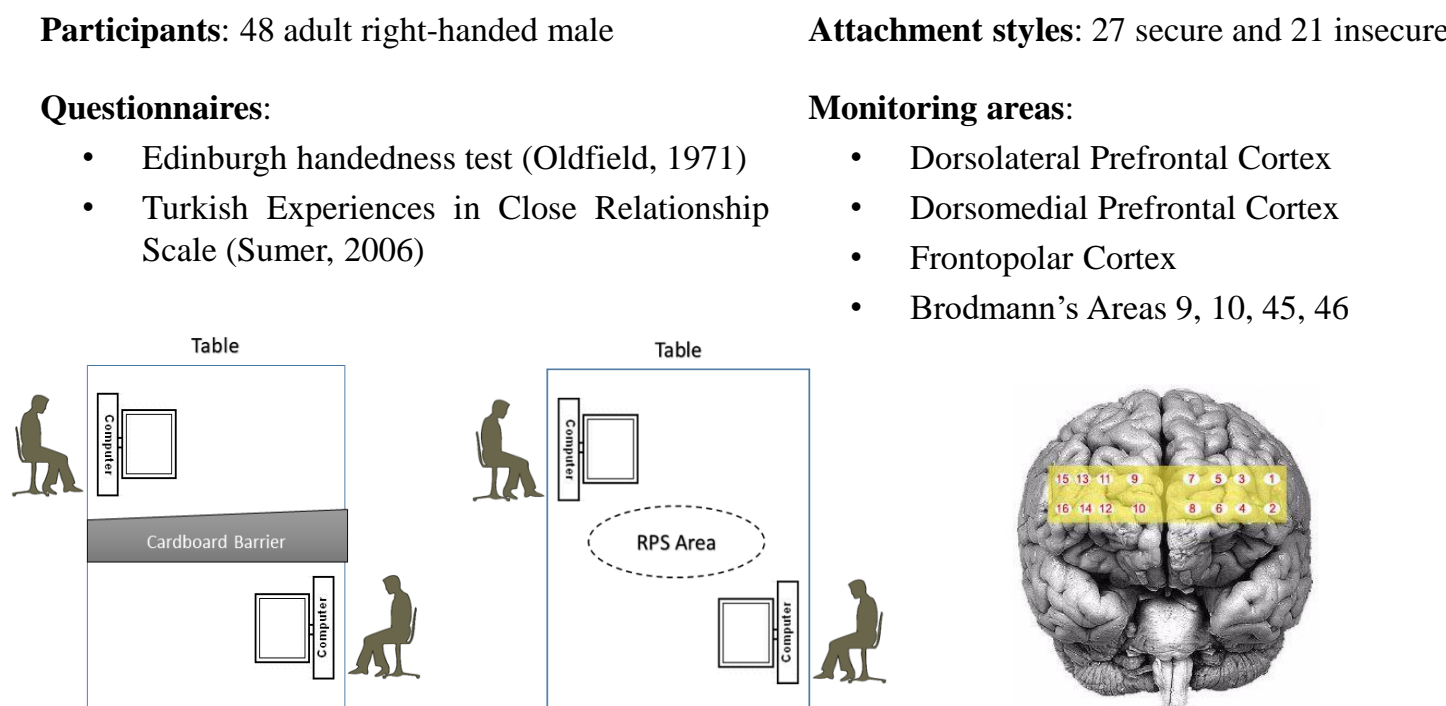 Participants: 48 adult right-handed male
Attachment styles: 27 secure and 21 insecure
Questionnaires:
• Edinburgh handedness test (Oldfield, 1971)
• Turkish Experiences in Close Relationship
Scale (Sumer, 2006)
Monitoring areas:
• Dorsolateral Prefrontal Cortex
• Dorsomedial Prefrontal Cortex
• Frontopolar Cortex
• Brodmann’s Areas 9, 10, 45, 46
Table
Computer
Cardboard Barrier
Computer
Table
Computer
RPS Area
Computer
15 13 11 9 7 5 3 1
16 14 12 10 8 6 4 2